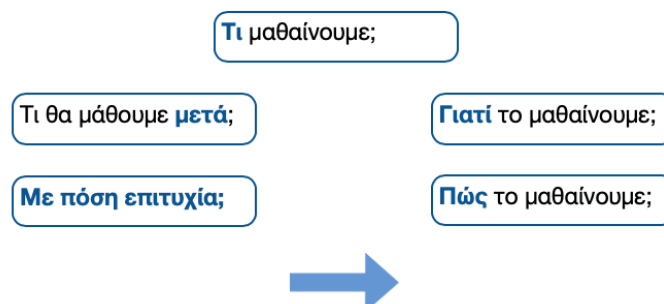 Τι μαθαίνουμε;
Τι θα μάθουμε μετά;
Γιατί το μαθαίνουμε;
Με πόση επιτυχία;
Πώς το μαθαίνουμε;